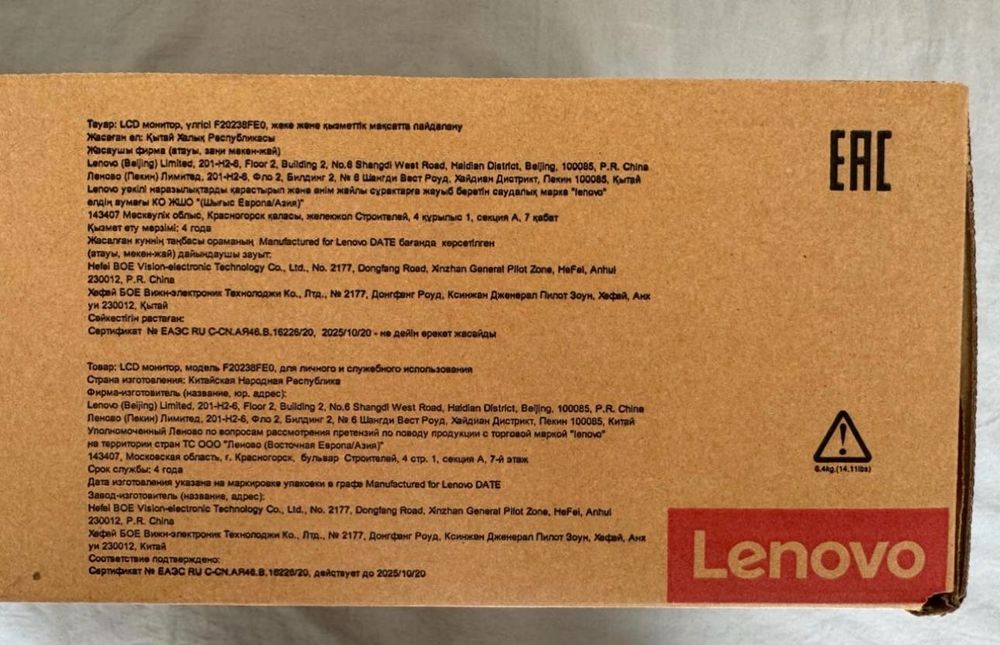 Тауар: LCD монитор, үлгісі F20238FE0, жеке және қызметтік мақсатта пайдалану
Жасаған ел: Қытай Халық Республикасы
Жасаушы фирма (атауы, заңи мекен-жай)
Lenovo (Beijing) Limited, 201-H2-6, Floor 2, Building 2, No.6 Shangdi West Road, Haidian District, Beijing, 100085, P.R. China
Леново (Пекин) Лимитед, 201-H2-6, Фло 2, Билдинг 2, № 6 Шангди Вест Роуд, Хайдиан Дистрикт, Пекин 100085, Қытай
Lenovo уәкілі наразылықтарды қарастырып және өнім жайлы сұрақтарға жауып беретін саудалық марка "lenovo"
елдің аумағы КО ЖШО "(Шығыс Европа/Азия)"
143407 Мәскеулік облыс, Красногорск қаласы, желекжол Строителей, 4 құрылыс 1, секция А, 7 қабат
Қызмет ету мерзімі: 4 года
Жасалған куннің таңбасы ораманың Manufactured for Lenovo DATE бағанда көрсетілген
(атауы, мекен-жай) дайындаушы зауыт:
Hefei BOE Vision-electronic Technology Co., Ltd., No. 2177, Dongfang Road, Xinzhan General Pilot Zone, HeFei, Anhui
230012, P.R. China
Хефей БОЕ Вижн-электроник Технолоджи Ко., Лтд., № 2177, Донгфанг Роуд, Ксинжан Дженерал Пилот Зоун, Хефей, Анх
уи 230012, Қытай
Сәйкестігін растаған:
Сертификат № ЕАЭС RU C-CN.АЯ46.В.16226/20, 2025/10/20 - не дейін әрекет жасайды
Товар: LCD монитор, модель F20238FE0, для личного и служебного использования
Страна изготовления: Китайская Народная Республика
Фирма-изготовитель (название, юр. адрес):
Lenovo (Beijing) Limited, 201-H2-6, Floor 2, Building 2, No.6 Shangdi West Road, Haidian District, Beijing, 100085, P.R. China
Леново (Пекин) Лимитед, 201-H2-6, Фло 2, Билдинг 2, № 6 Шангди Вест Роуд, Хайдиан Дистрикт, Пекин 100085, Китай
Уполномоченный Леново по вопросам рассмотрения претензий по поводу продукции с торговой маркой "lenovo"
на территории стран ТС ООО "Леново (Восточная Европа/Азия)"
143407, Московская область, г. Красногорск, бульвар Строителей, 4 стр. 1, секция А, 7-й этаж
Срок службы: 4 года
Дата изготовления указана на маркировке упаковки в графе Manufactured for Lenovo DATE
Завод-изготовитель (название, адрес):
Hefei BOE Vision-electronic Technology Co., Ltd., No. 2177, Dongfang Road, Xinzhan General Pilot Zone, HeFei, Anhui
230012, P.R. China
Хефей БОЕ Вижн-электроник Технолоджи Ко., Лтд., № 2177, Донгфанг Роуд, Ксинжан Дженерал Пилот Зоун, Хефей, Анх
уи 230012, Китай
Соответствие подтверждено:
Сертификат № ЕАЭС RU C-CN.АЯ46.В.16226/20, действует до 2025/10/20
EAC
6.4kg.(14.11lbs)
Lenovo